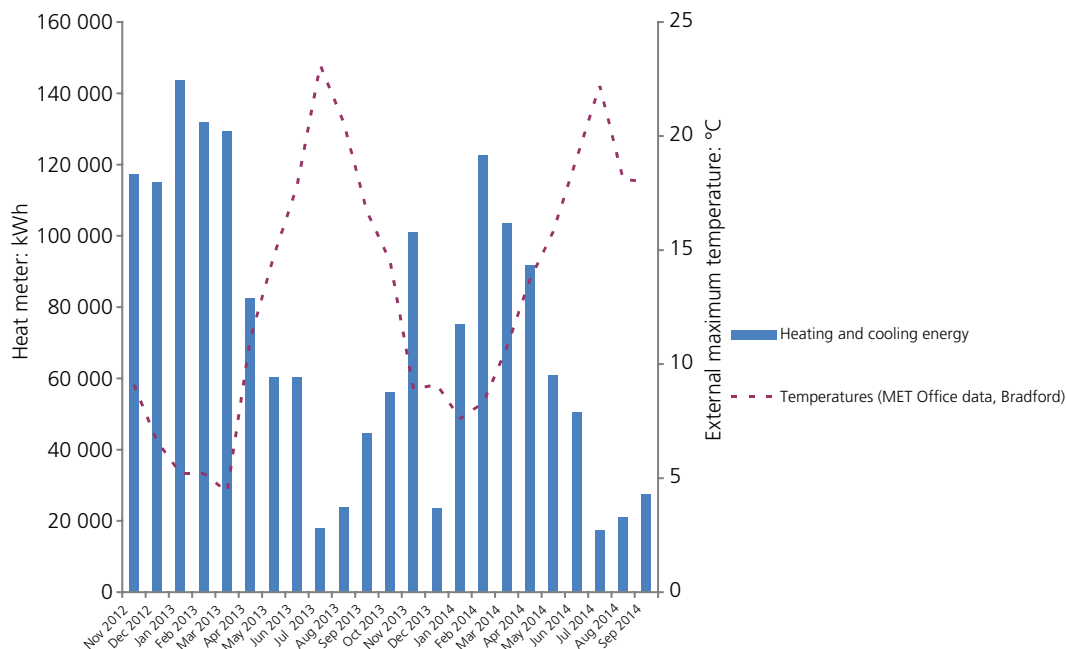 160 000
140 000
120 000
100 000
80 000
60 000
40 000
20 000
0
Heat meter: kWh
25
20
15
10
5
0
External maximum temperature: °C
Nov 2012
Dec 2012
Jan 2013
Feb 2013
Mar 2013
Apr 2013
May 2013
Jun 2013
Jul 2013
Aug 2013
Sep 2013
Oct 2013
Nov 2013
Dec 2013
Jan 2014
Feb 2014
Mar 2014
Apr 2014
May 2014
Jun 2014
Jul 2014
Aug 2014
Sep 2014
Heating and cooling energy
Temperatures (MET Office data, Bradford)